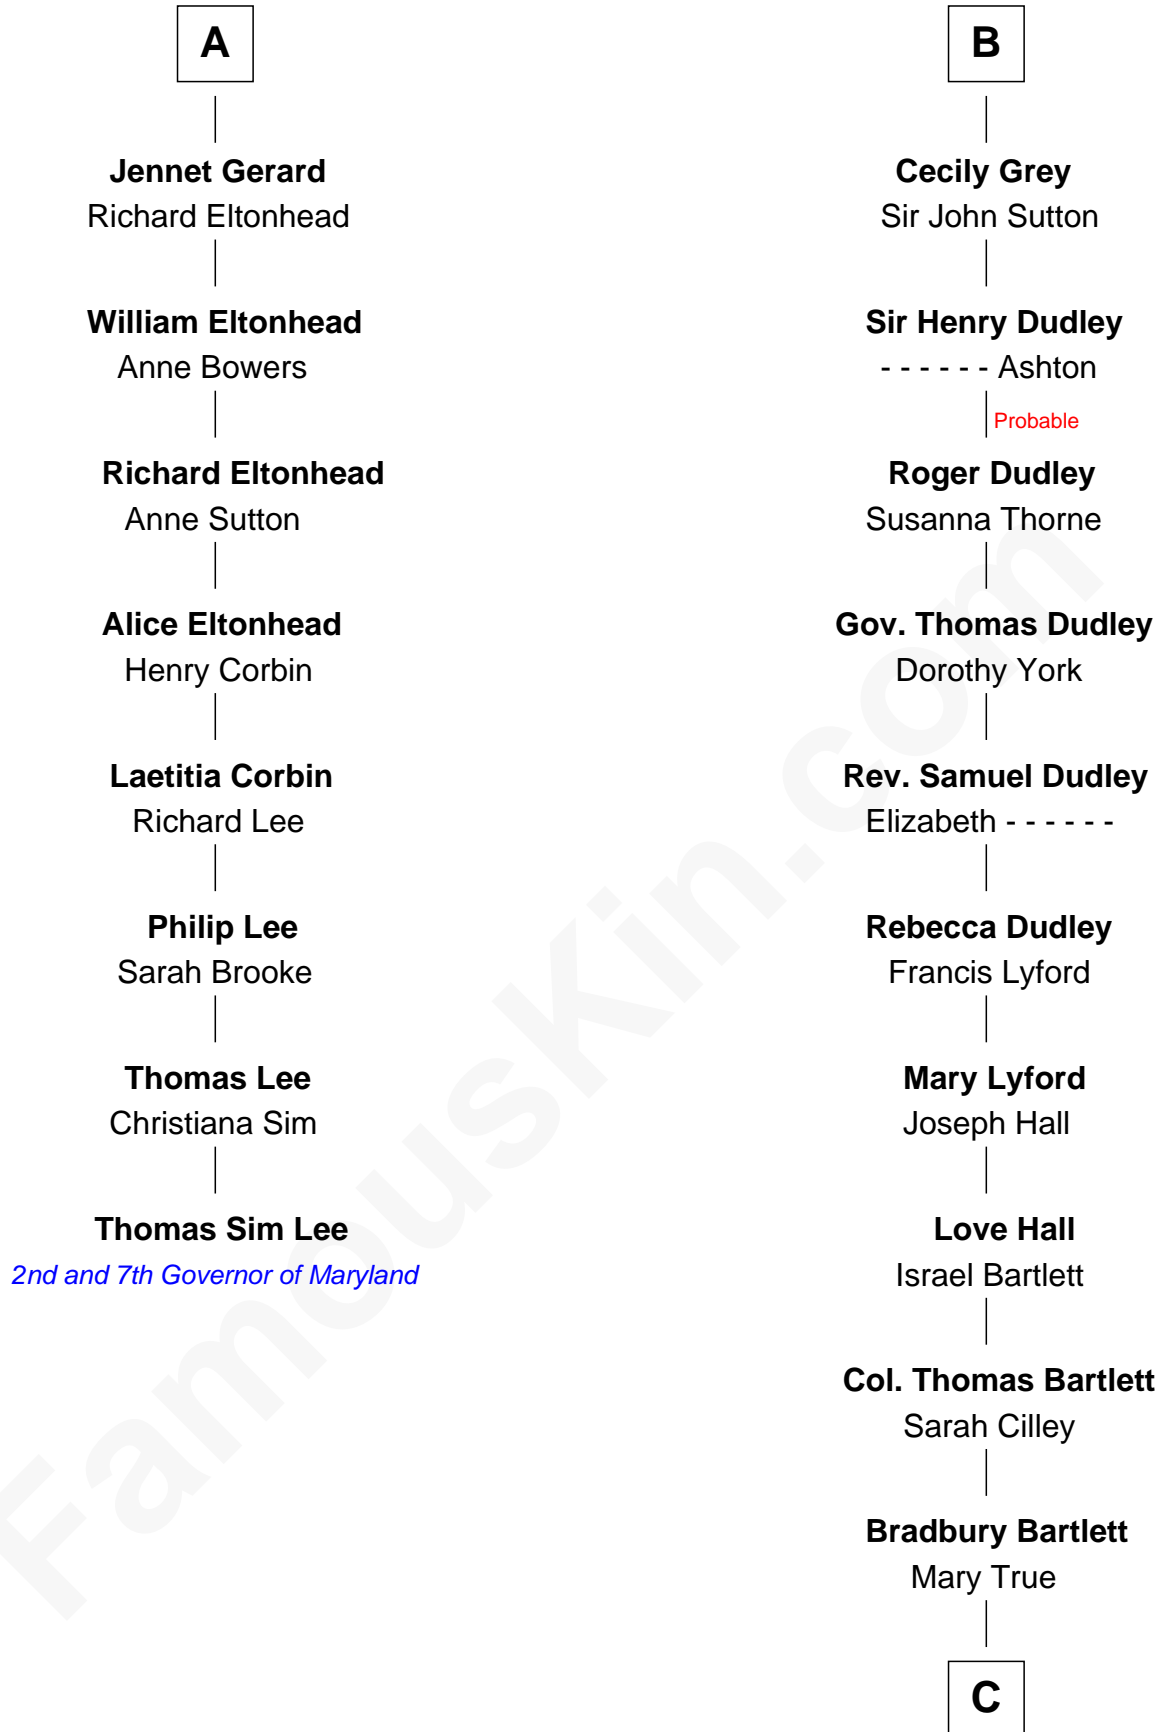 A
Jennet Gerard
Richard Eltonhead
William Eltonhead
Anne Bowers
Richard Eltonhead
Anne Sutton
Alice Eltonhead
Henry Corbin
Laetitia Corbin
Richard Lee
Philip Lee
Sarah Brooke
Thomas Lee
Christiana Sim
Thomas Sim Lee
2nd and 7th Governor of Maryland
B
Cecily Grey
Sir John Sutton
Sir Henry Dudley
- - - - - - Ashton
Probable
Roger Dudley
Susanna Thorne
Gov. Thomas Dudley
Dorothy York
Rev. Samuel Dudley
Elizabeth - - - - - -
Rebecca Dudley
Francis Lyford
Mary Lyford
Joseph Hall
Love Hall
Israel Bartlett
Col. Thomas Bartlett
Sarah Cilley
Bradbury Bartlett
Mary True
C
FamousKin.com